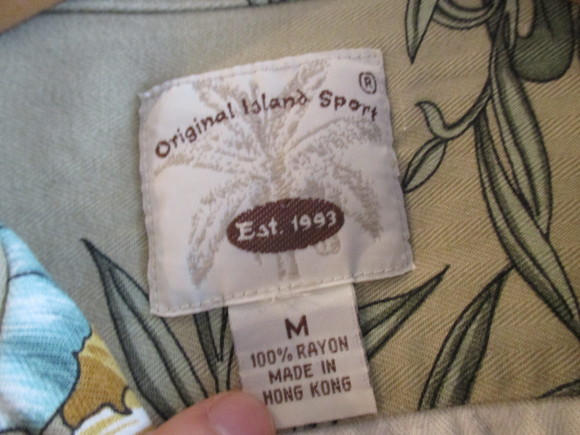 Original Island Sport ®
Est. 1993
M
100% RAYON
MADE IN
HONG KONG